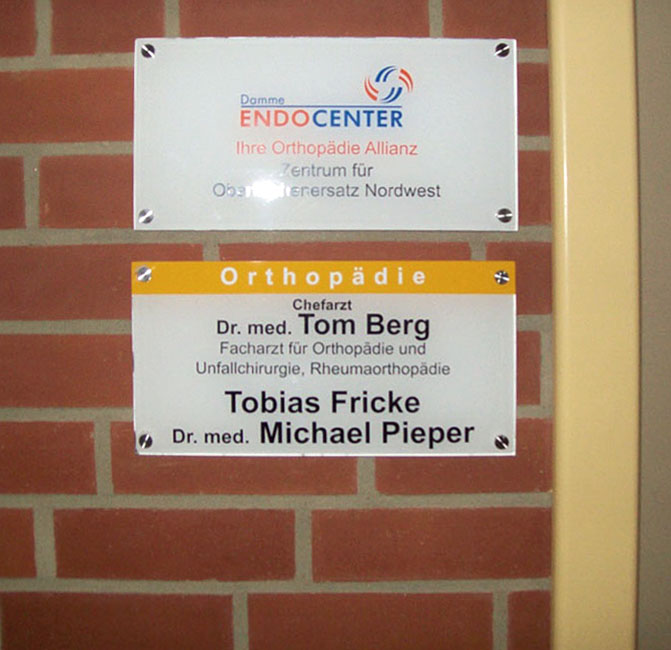 Damme
ENDOCENTER
Ihre Orthopädie Allianz
Zentrum für
Nordwest
Orthopädie
Chefarzt
Dr. med. Tom Berg
Facharzt für Orthopädie und
Unfallchirurgie, Rheumaorthopädie
Tobias Fricke
Dr. med. Michael Pieper